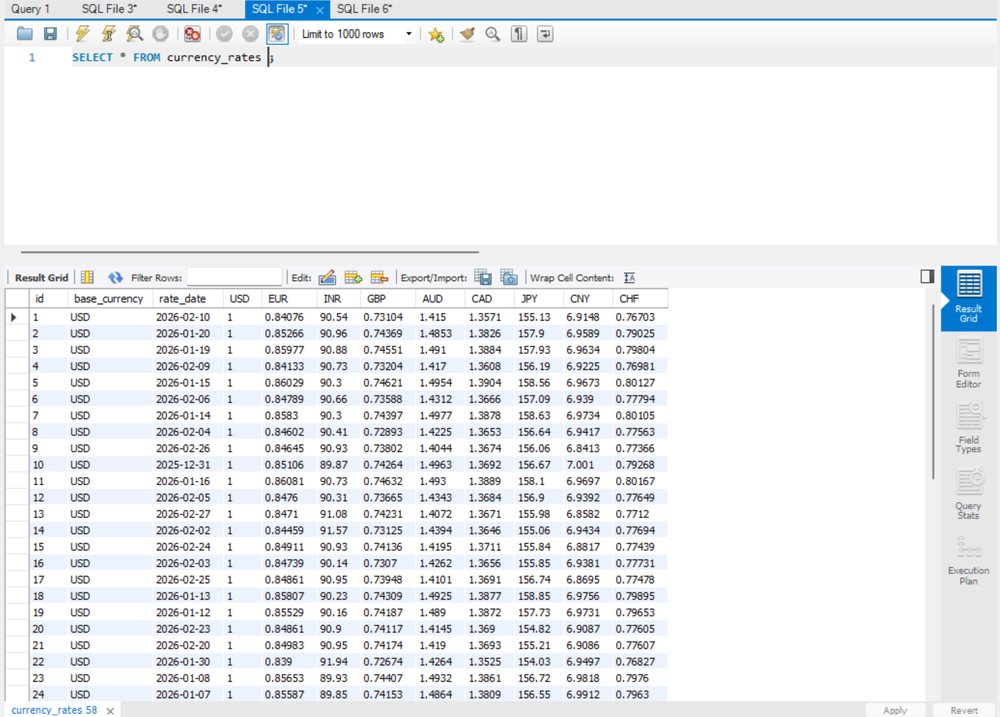 Query 1 SQL File 3* SQL File 4* SQL File 5* SQL File 6*
Limit to 1000 rows
1 SELECT * FROM currency_rates ;
Result Grid Filter Rows: Edit: Export/Import: Wrap Cell Content:
id base_currency rate_date USD EUR INR GBP AUD CAD JPY CNY CHF
1 USD 2026-02-10 1 0.84076 90.54 0.73104 1.415 1.3571 155.13 6.9148 0.76703
2 USD 2026-01-20 1 0.85266 90.96 0.74369 1.4853 1.3826 157.9 6.9589 0.79025
3 USD 2026-01-19 1 0.85977 90.88 0.74551 1.491 1.3884 157.93 6.9634 0.79804
4 USD 2026-02-09 1 0.84133 90.73 0.73204 1.417 1.3608 156.19 6.9225 0.76981
5 USD 2026-01-15 1 0.86029 90.3 0.74621 1.4954 1.3904 158.56 6.9673 0.80127
6 USD 2026-02-06 1 0.84789 90.66 0.73588 1.4312 1.3666 157.09 6.939 0.77794
7 USD 2026-01-14 1 0.8583 90.3 0.74397 1.4977 1.3878 158.63 6.9734 0.80105
8 USD 2026-02-04 1 0.84602 90.41 0.72893 1.4225 1.3653 156.64 6.9417 0.77563
9 USD 2026-02-26 1 0.84645 90.93 0.73802 1.4044 1.3674 156.06 6.8413 0.77366
10 USD 2025-12-31 1 0.85106 89.87 0.74264 1.4963 1.3692 156.67 7.001 0.79268
11 USD 2026-01-16 1 0.86081 90.73 0.74632 1.493 1.3889 158.1 6.9697 0.80167
12 USD 2026-02-05 1 0.8476 90.31 0.73665 1.4343 1.3684 156.9 6.9392 0.77649
13 USD 2026-02-27 1 0.8471 91.08 0.74231 1.4072 1.3671 155.98 6.8582 0.7712
14 USD 2026-02-02 1 0.84459 91.57 0.73125 1.4394 1.3646 155.06 6.9434 0.77694
15 USD 2026-02-24 1 0.84911 90.93 0.74136 1.4195 1.3711 155.84 6.8817 0.77439
16 USD 2026-02-03 1 0.84739 90.14 0.7307 1.4262 1.3656 155.85 6.9381 0.77731
17 USD 2026-02-25 1 0.84861 90.95 0.73948 1.4101 1.3691 156.74 6.8695 0.77478
18 USD 2026-01-13 1 0.85807 90.23 0.74309 1.4925 1.3877 158.85 6.9756 0.79895
19 USD 2026-01-12 1 0.85529 90.16 0.74187 1.489 1.3872 157.73 6.9731 0.79653
20 USD 2026-02-23 1 0.84861 90.9 0.74117 1.4145 1.369 154.82 6.9087 0.77605
21 USD 2026-02-20 1 0.84983 90.95 0.74174 1.419 1.3693 155.21 6.9086 0.77607
22 USD 2026-01-30 1 0.839 91.94 0.72674 1.4264 1.3525 154.03 6.9497 0.76827
23 USD 2026-01-08 1 0.85653 89.93 0.74407 1.4932 1.3861 156.72 6.9818 0.7976
24 USD 2026-01-07 1 0.85587 89.85 0.74153 1.4864 1.3809 156.55 6.9912 0.7963
Result
Grid
Form
Editor
Field
Types
Query
Stats
Execution
Plan
currency_rates 58 Apply Revert